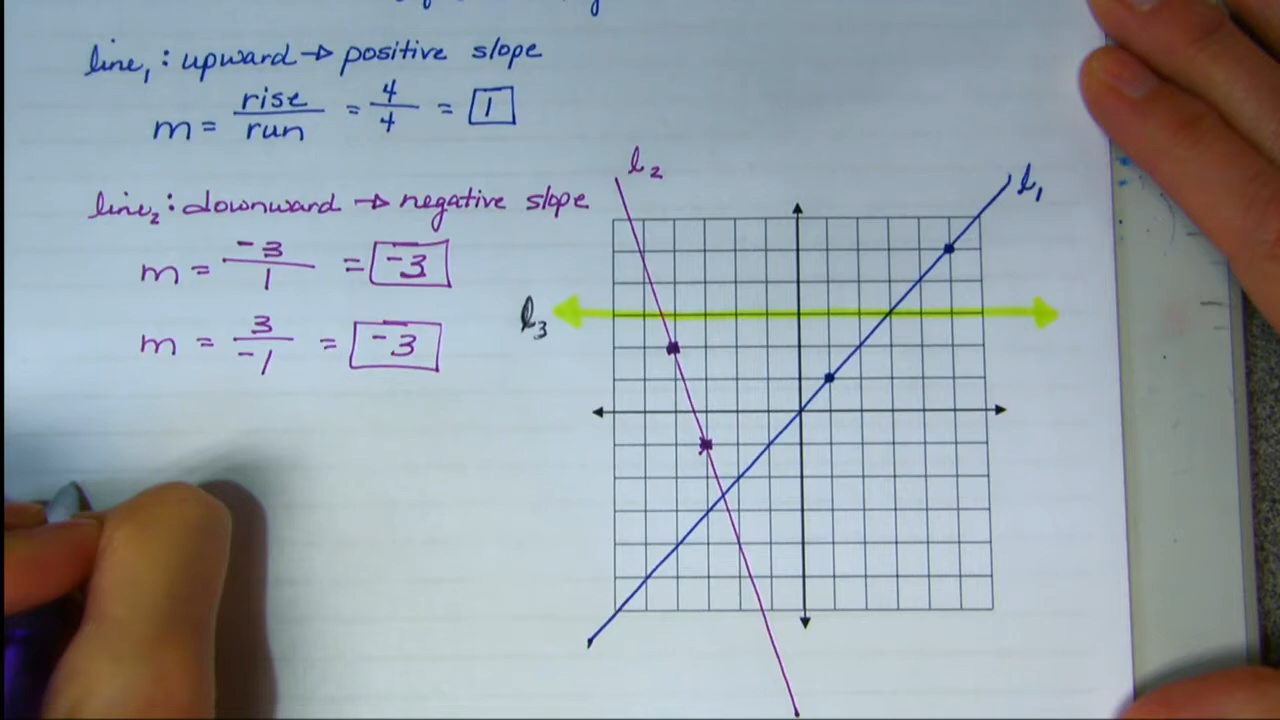 line₁: upward → positive slope
m = rise/run = 4/4 = 1
line₂: downward → negative slope
m = -3/1 = -3
m = 3/-1 = -3
l₂
l₁
l₃